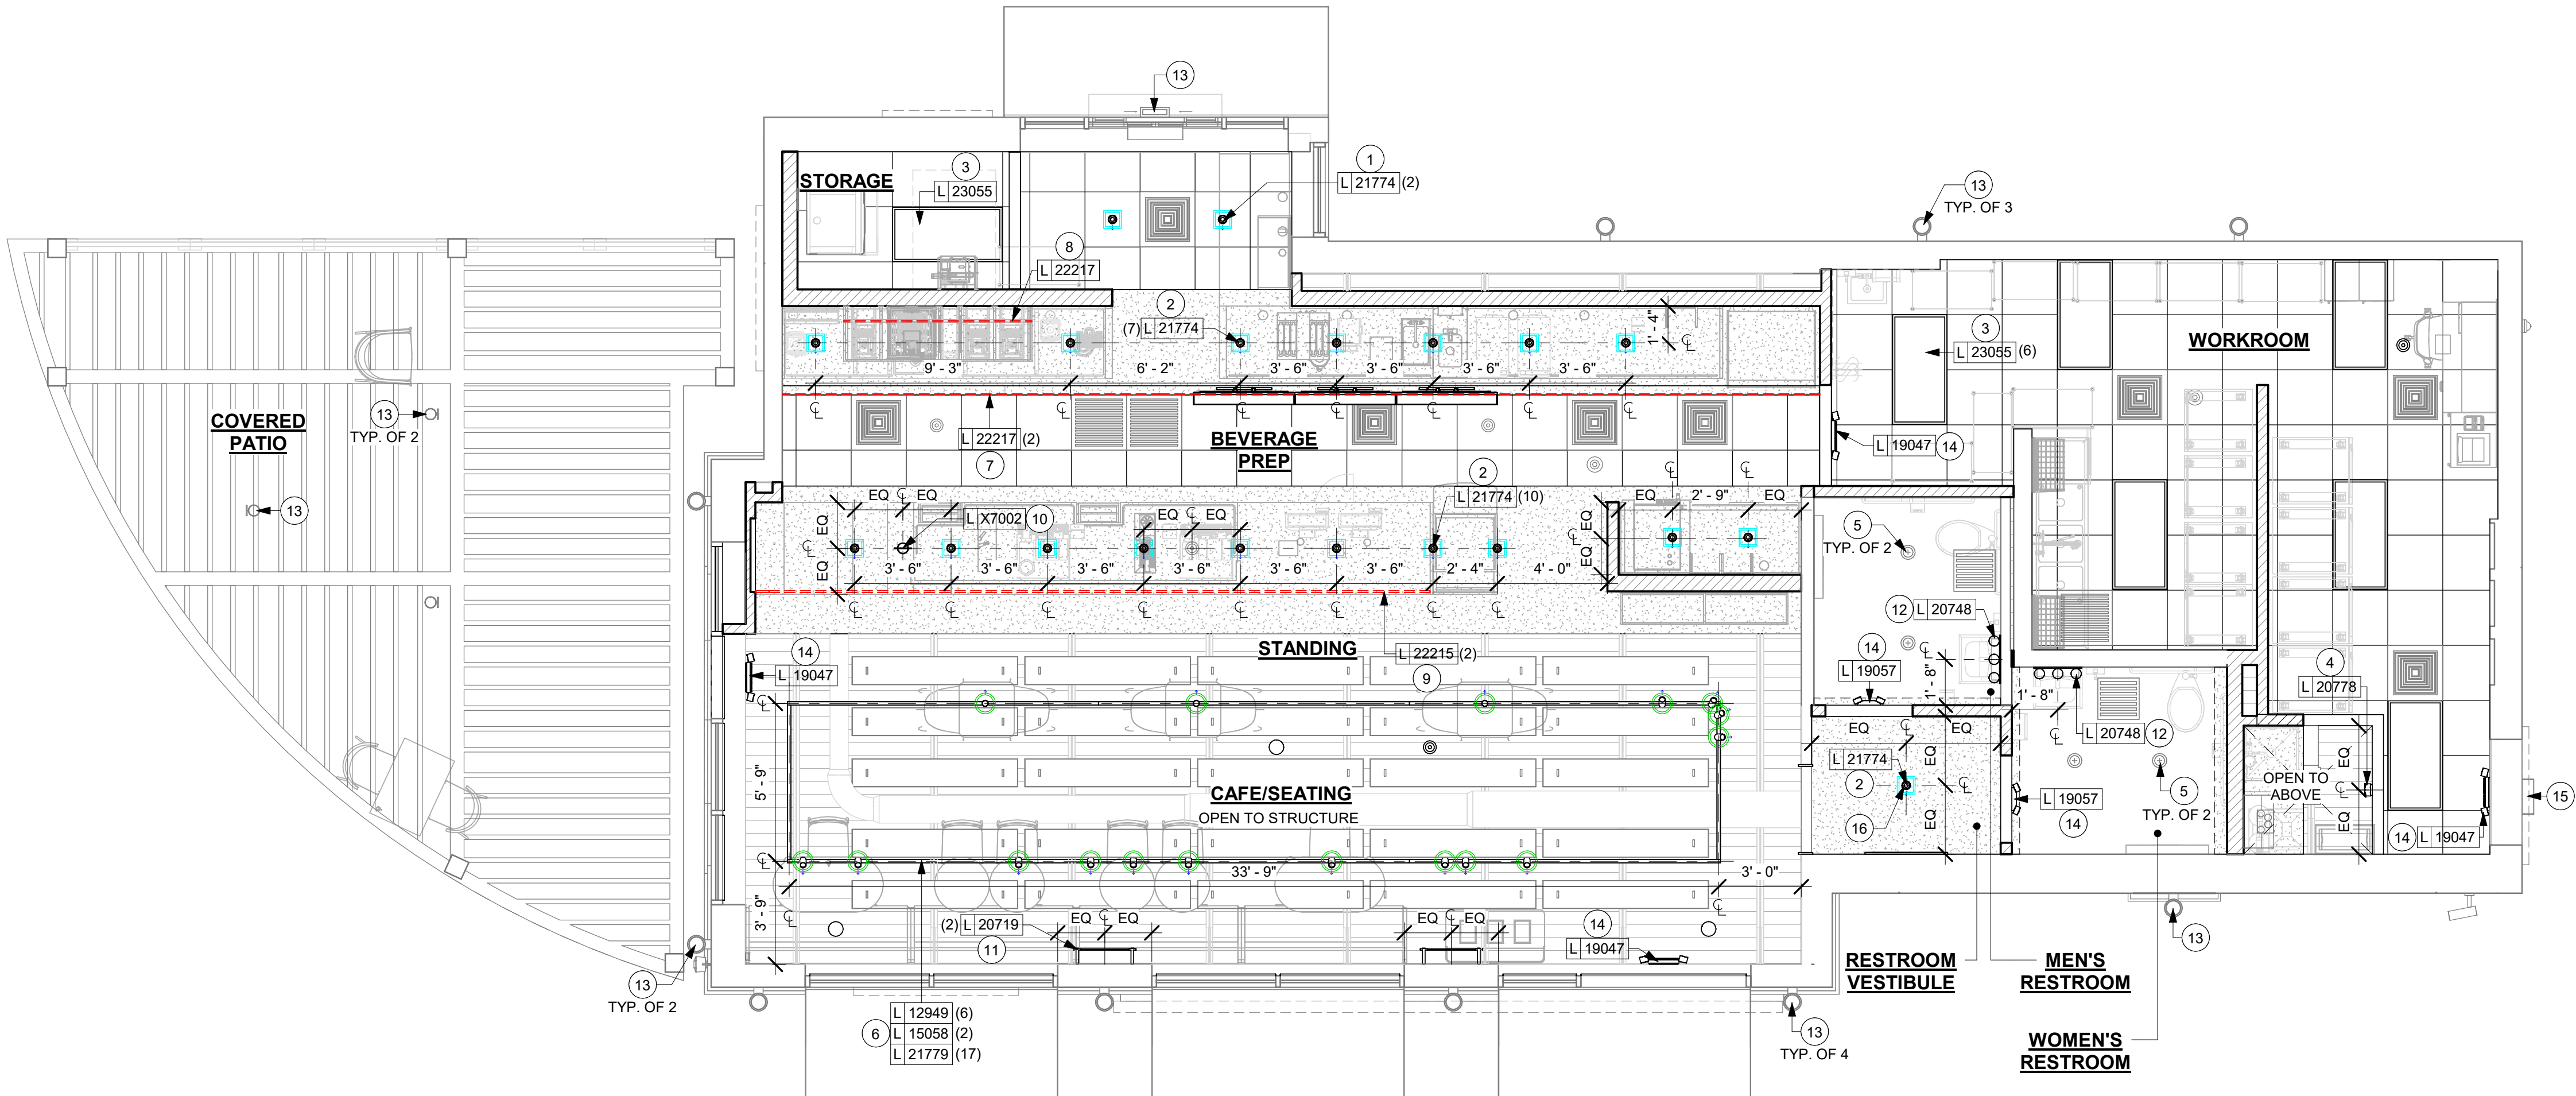 13
1
L 21774 (2)
3
L 23055
STORAGE
13
TYP. OF 3
8
L 22217
2
(7) L 21774
1' - 4"
℄
3
L 23055 (6)
WORKROOM
9' - 3"
6' - 2"
3' - 6"
3' - 6"
3' - 6"
3' - 6"
℄
℄
℄
℄
℄
℄
℄
COVERED
PATIO
13
TYP. OF 2
13
L 22217 (2)
7
BEVERAGE
PREP
L 19047 14
2
L 21774 (10)
EQ ℄ EQ
L X7002 10
EQ ℄ EQ
℄
℄
EQ 2' - 9" EQ
EQ
℄
EQ
EQ
℄
EQ
3' - 6"
3' - 6"
3' - 6"
3' - 6"
3' - 6"
3' - 6"
2' - 4"
4' - 0"
℄
℄
℄
℄
℄
℄
℄
℄
5
TYP. OF 2
12 L 20748
14
L 19057
℄
1' - 8"
STANDING
L 22215 (2)
9
14
L 19047
℄
1' - 8"
℄
L 20748 12
4
L 20778
EQ
℄
EQ
OPEN TO
ABOVE
EQ ℄ EQ
L 21774
2
EQ
℄
EQ
16
L 19057
14
5
TYP. OF 2
14 L 19047
15
5' - 9"
CAFE/SEATING
OPEN TO STRUCTURE
℄
33' - 9"
3' - 0"
℄
℄
3' - 9"
(2) L 20719
11
EQ ℄ EQ
EQ ℄ EQ
14
L 19047
13
TYP. OF 2
6
L 12949 (6)
L 15058 (2)
L 21779 (17)
13
TYP. OF 4
13
RESTROOM
VESTIBULE
MEN'S
RESTROOM
WOMEN'S
RESTROOM